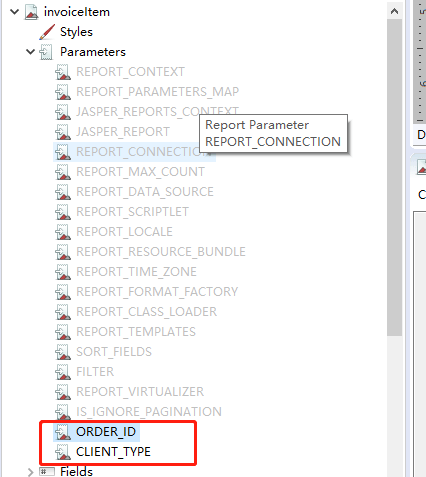 invoiceItem
Styles
Parameters
REPORT_CONTEXT
REPORT_PARAMETERS_MAP
JASPER_REPORTS_CONTEXT
JASPER_REPORT
Report Parameter
REPORT_CONNECTION
REPORT_CONNECTION
REPORT_MAX_COUNT
REPORT_DATA_SOURCE
REPORT_SCRIPTLET
REPORT_LOCALE
REPORT_RESOURCE_BUNDLE
REPORT_TIME_ZONE
REPORT_FORMAT_FACTORY
REPORT_CLASS_LOADER
REPORT_TEMPLATES
SORT_FIELDS
FILTER
REPORT_VIRTUALIZER
IS_IGNORE_PAGINATION
ORDER_ID
CLIENT_TYPE
Fields